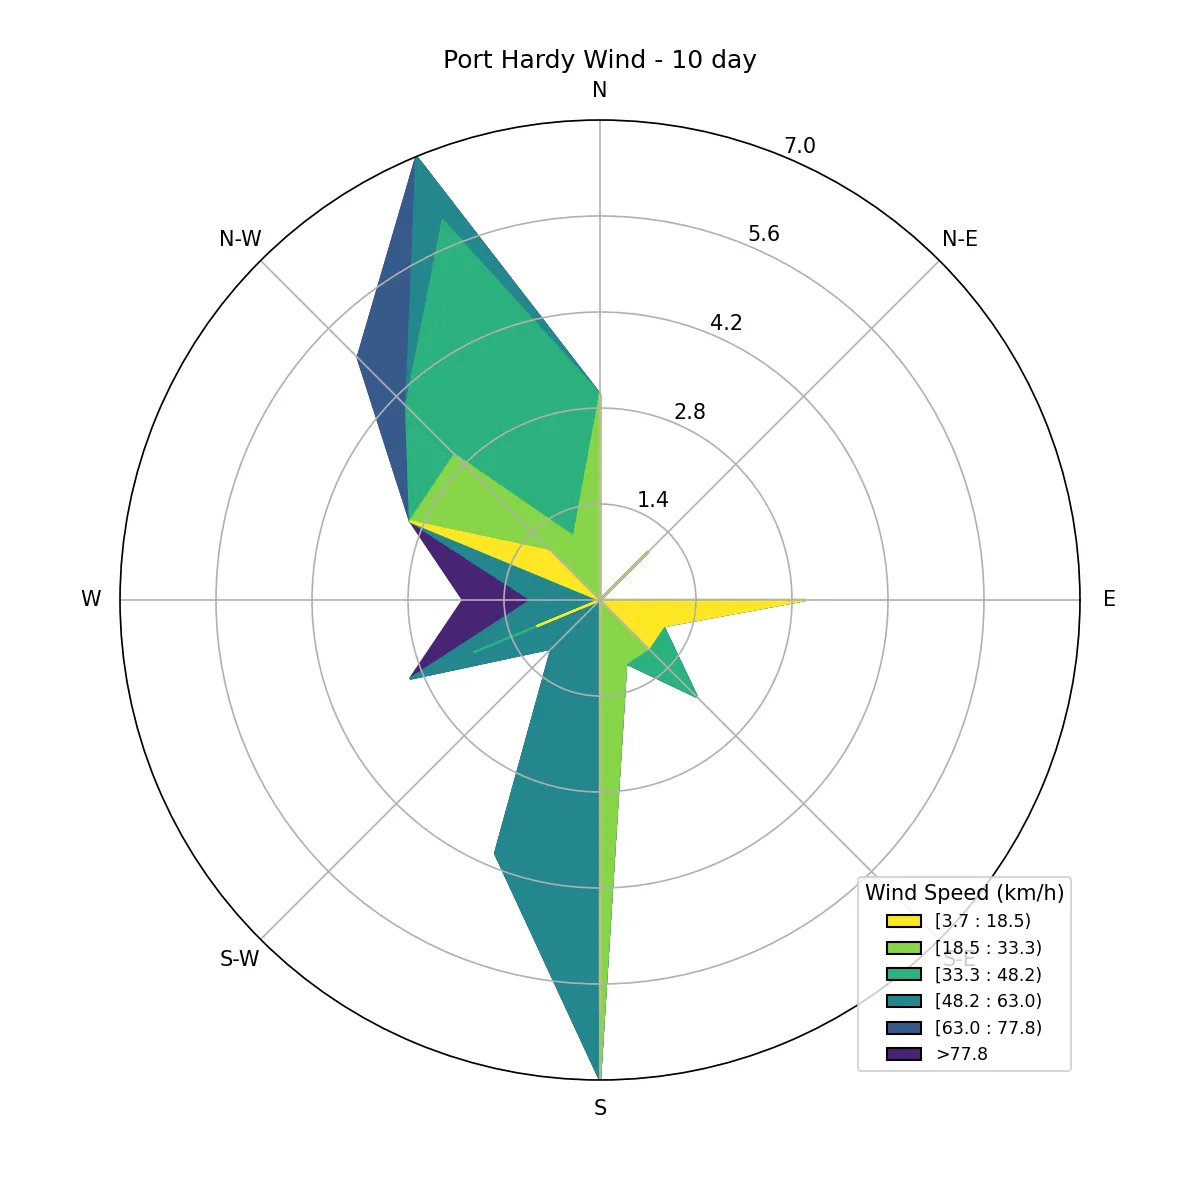 Port Hardy Wind - 10 day
N
7.0
N-W
5.6
N-E
4.2
2.8
1.4
W
E
Wind Speed (km/h)
[3.7 : 18.5)
[18.5 : 33.3)
[33.3 : 48.2)
[48.2 : 63.0)
[63.0 : 77.8)
>77.8
S-W
S-E
S